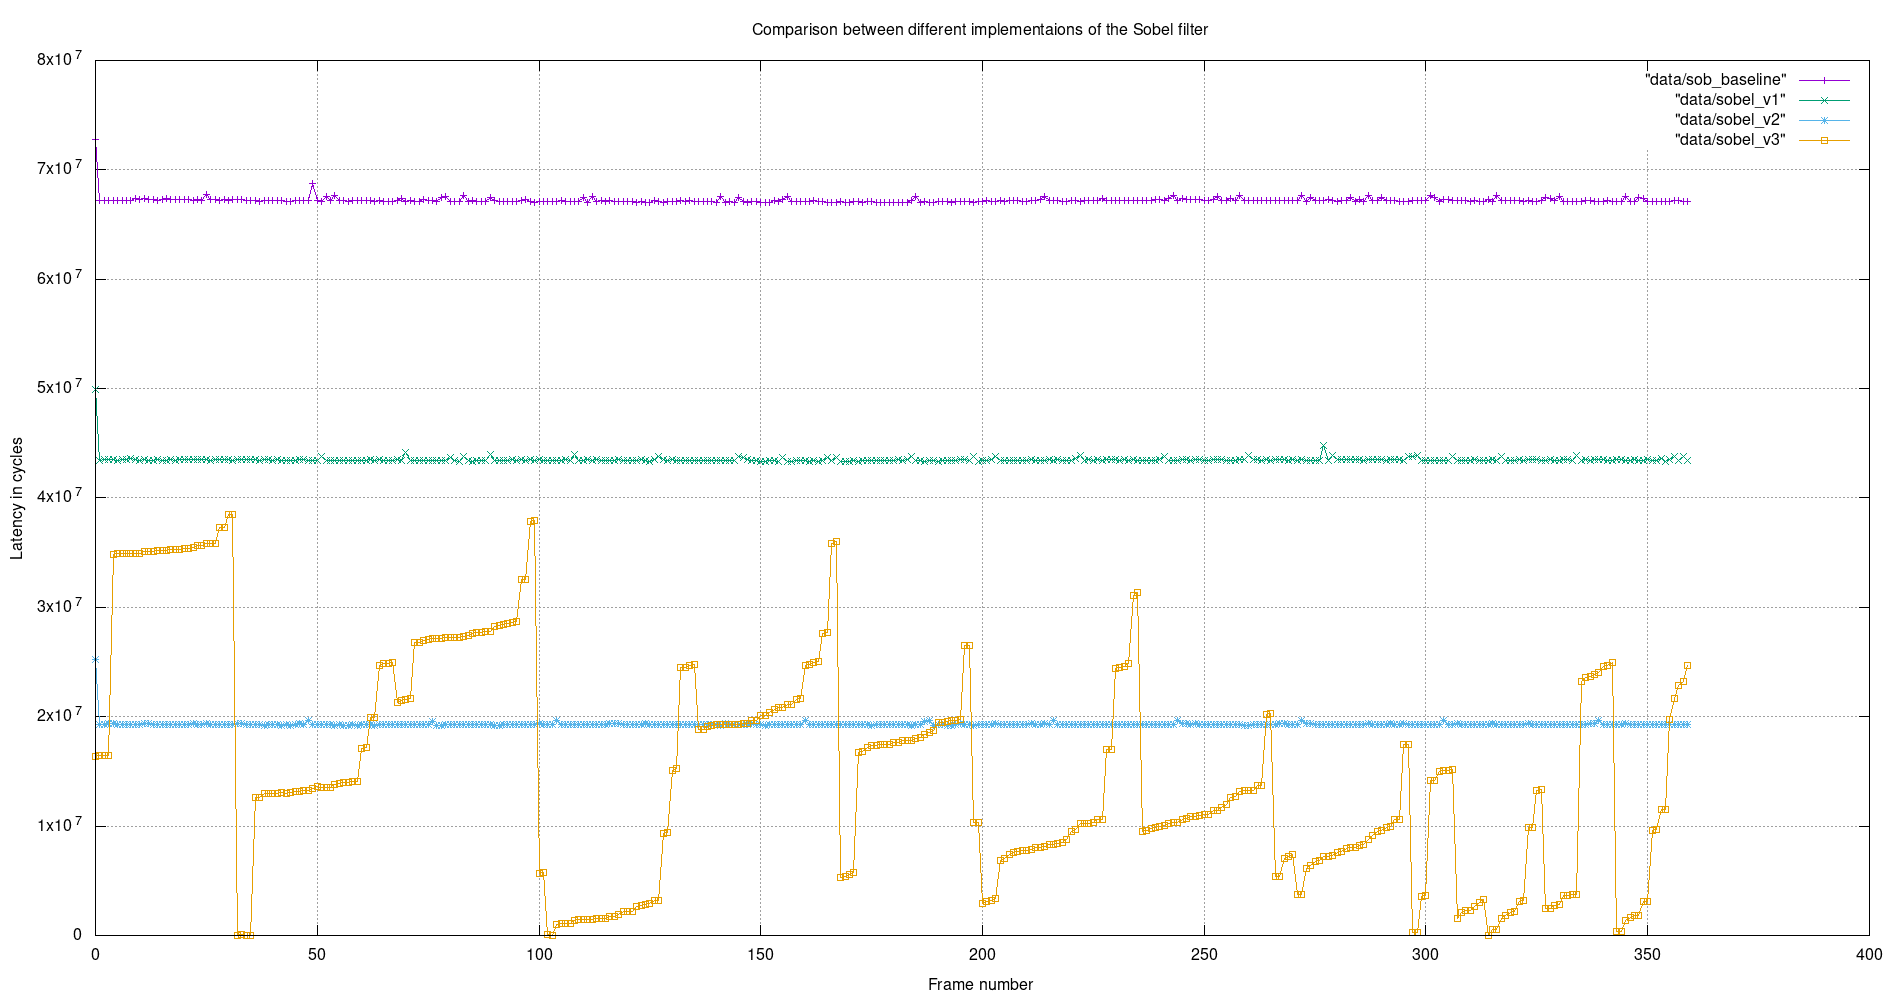 Comparison between different implementaions of the Sobel filter
8x10^7
7x10^7
6x10^7
5x10^7
4x10^7
3x10^7
2x10^7
1x10^7
0
Latency in cycles
"data/sob_baseline"
"data/sobel_v1"
"data/sobel_v2"
"data/sobel_v3"
0 50 100 150 200 250 300 350 400
Frame number